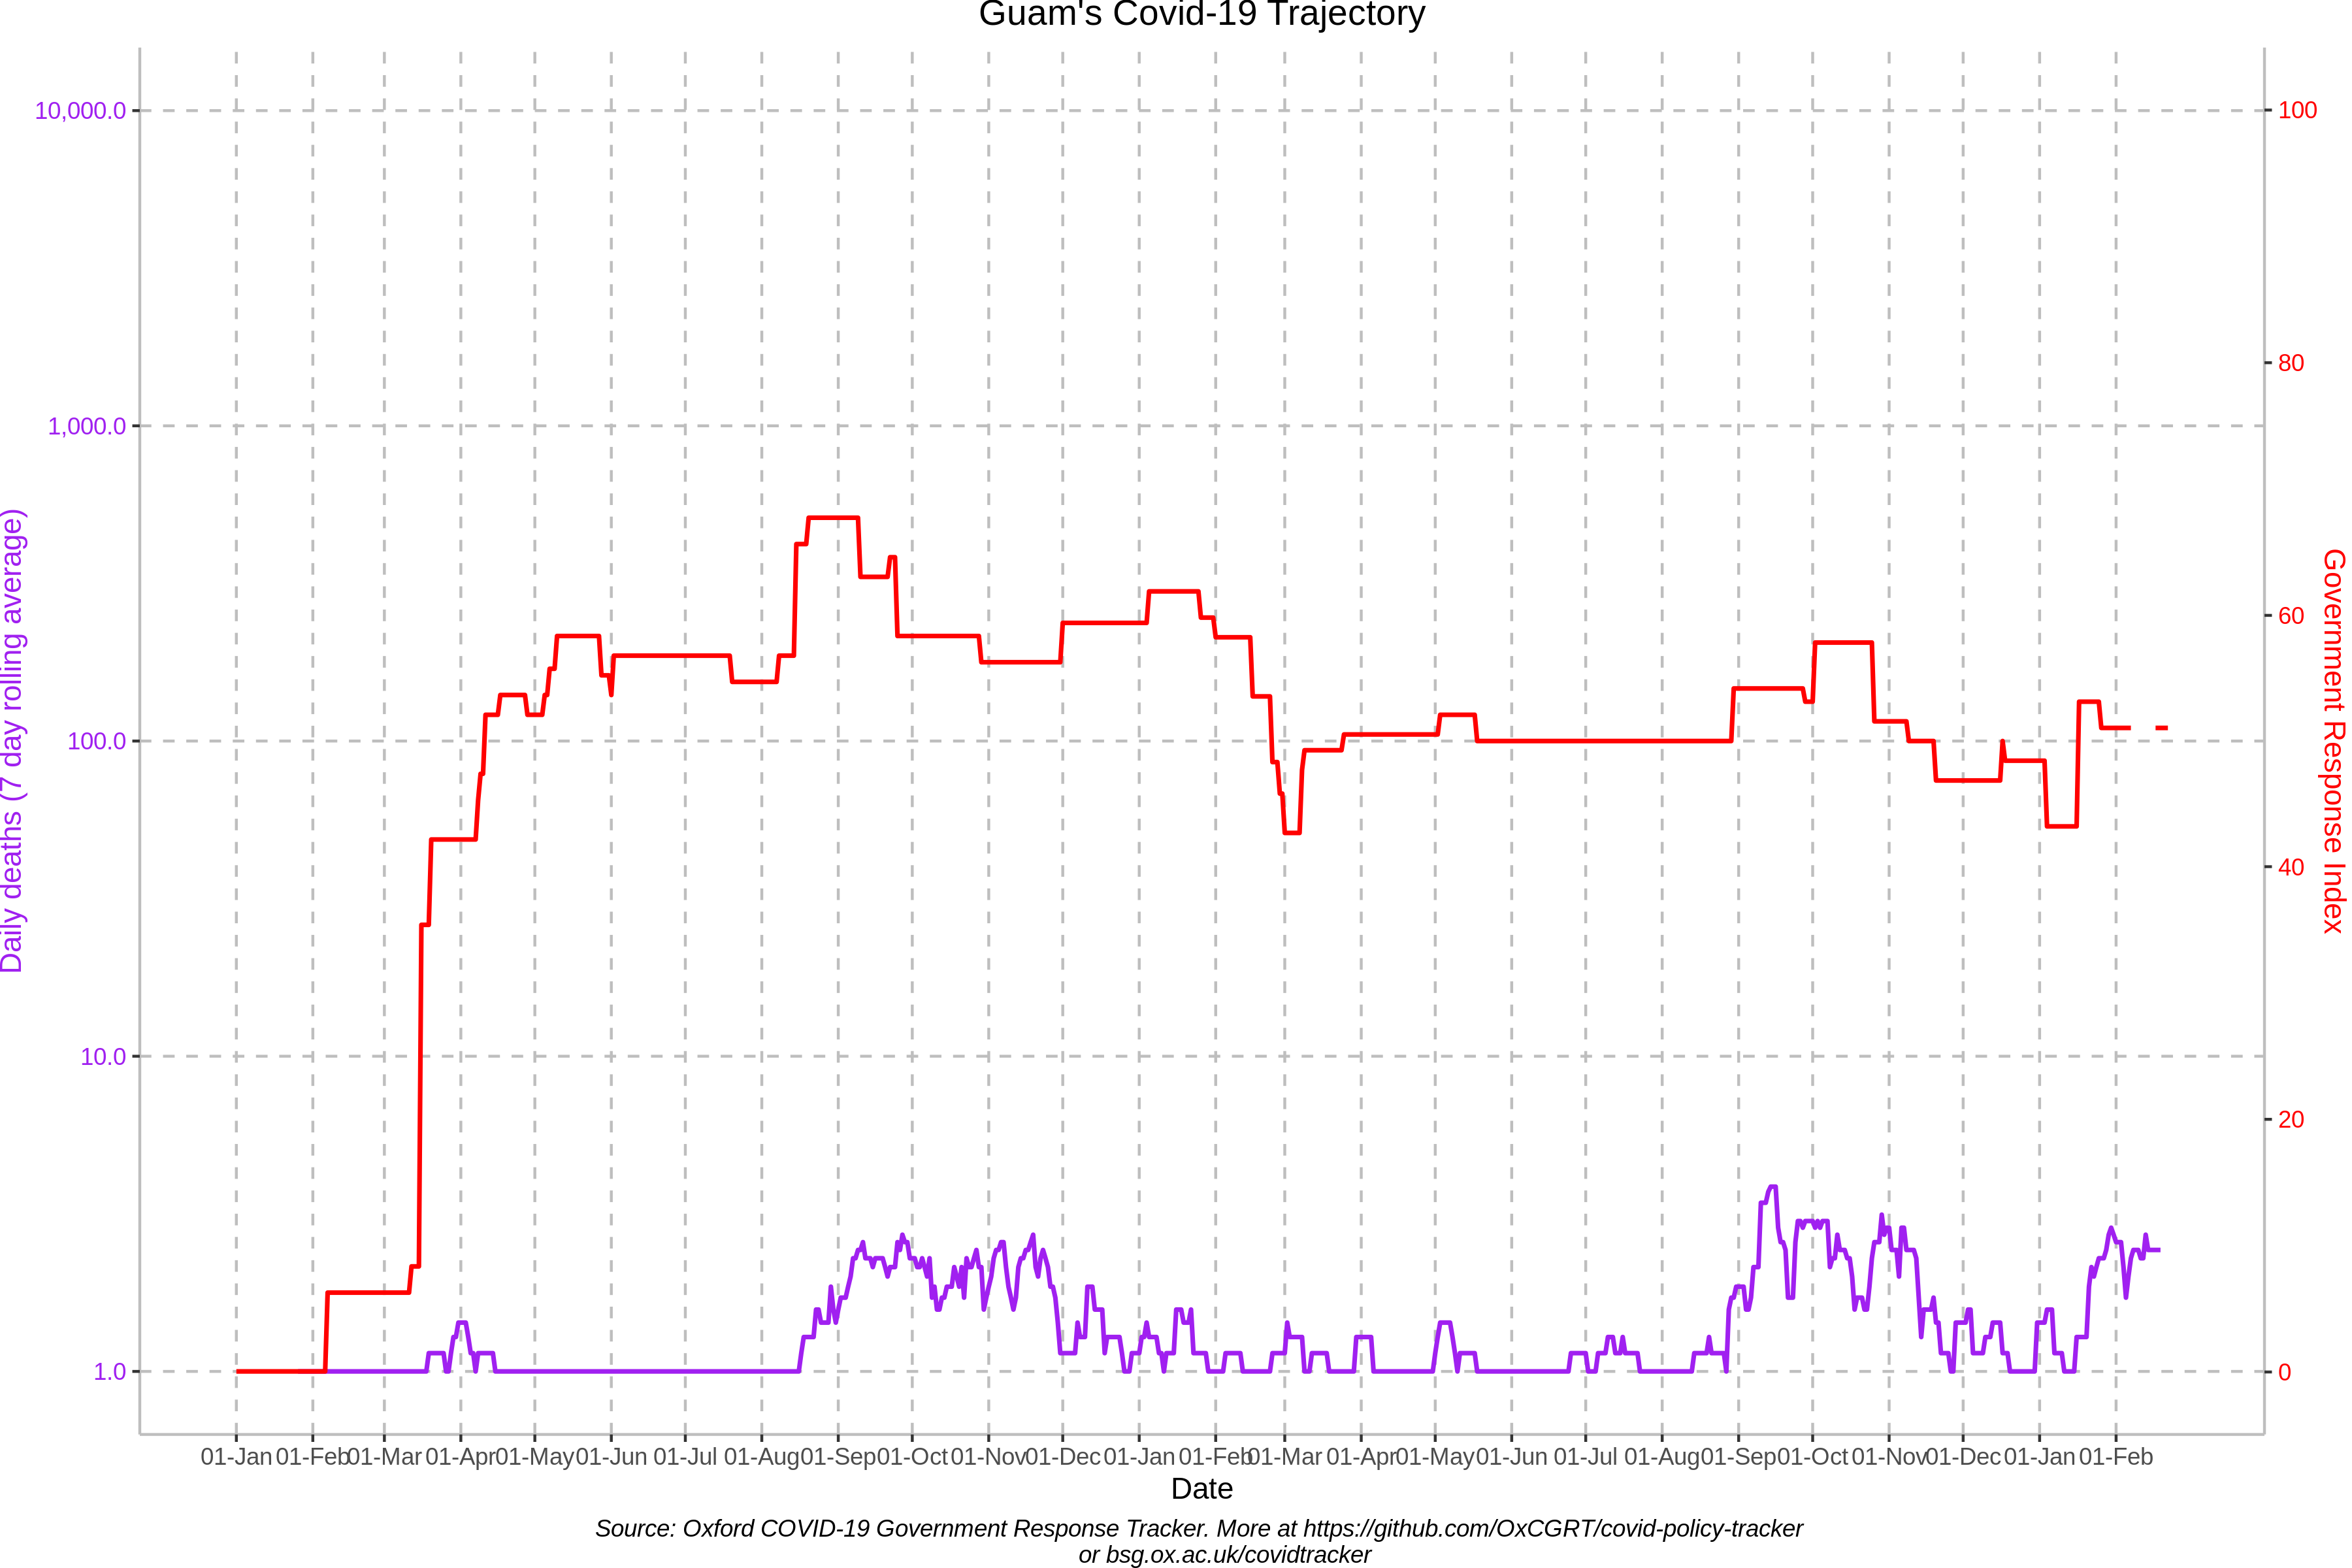 Guam's Covid-19 Trajectory
Daily deaths (7 day rolling average)
10,000.0
1,000.0
100.0
10.0
1.0
100
80
60
40
20
0
Government Response Index
01-Jan 01-Feb 01-Mar 01-Apr 01-May 01-Jun 01-Jul 01-Aug 01-Sep 01-Oct 01-Nov 01-Dec 01-Jan 01-Feb 01-Mar 01-Apr 01-May 01-Jun 01-Jul 01-Aug 01-Sep 01-Oct 01-Nov 01-Dec 01-Jan 01-Feb
Date
Source: Oxford COVID-19 Government Response Tracker. More at https://github.com/OxCGRT/covid-policy-tracker
or bsg.ox.ac.uk/covidtracker